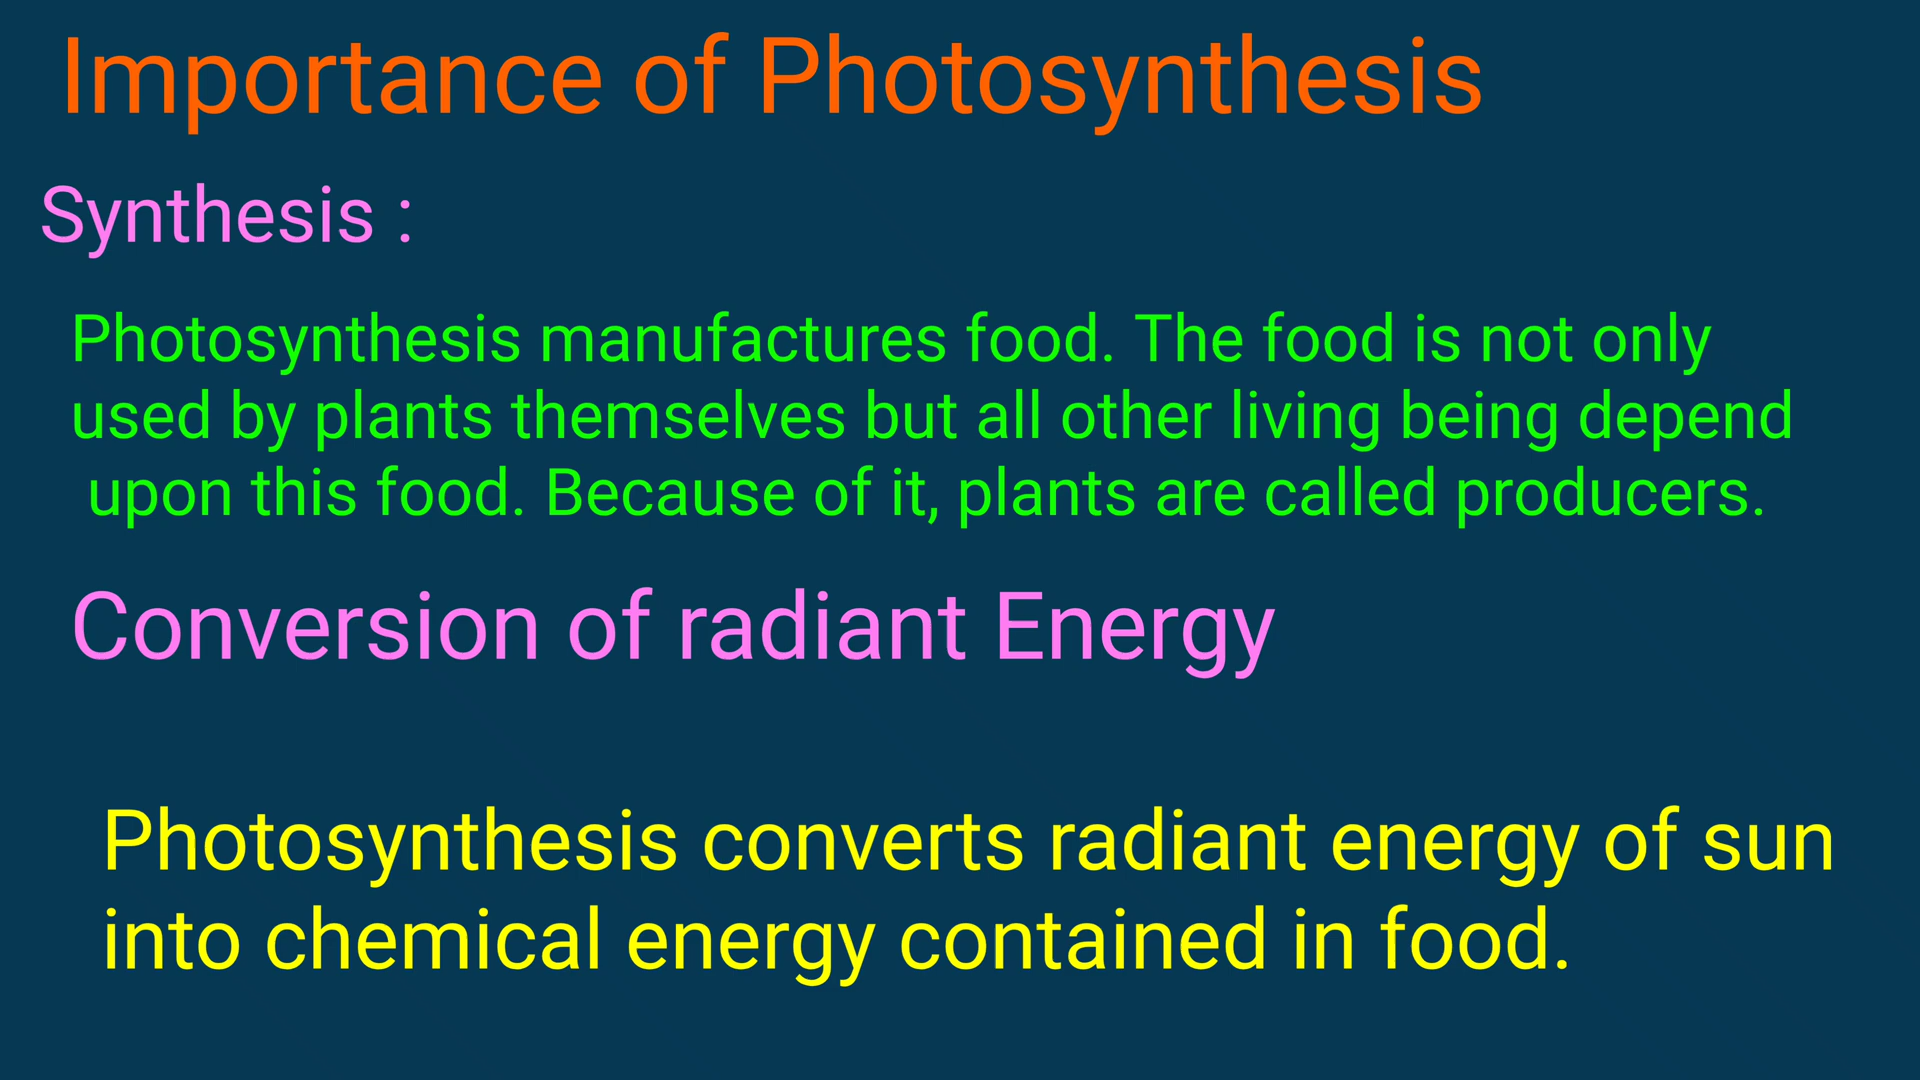 Importance of Photosynthesis
Synthesis :
Photosynthesis manufactures food. The food is not only
used by plants themselves but all other living being depend
upon this food. Because of it, plants are called producers.
Conversion of radiant Energy
Photosynthesis converts radiant energy of sun
into chemical energy contained in food.